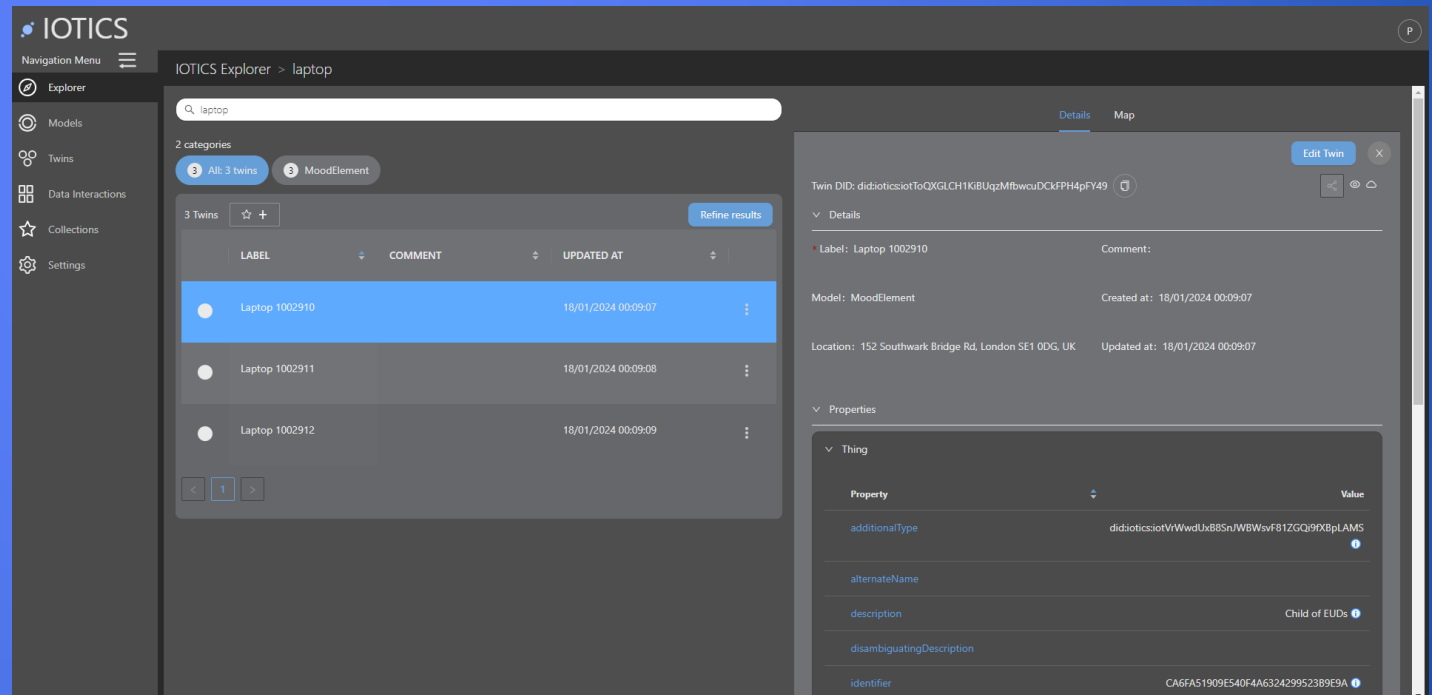 IOTICS
P
Navigation Menu
IOTICS Explorer > laptop
Explorer
Models
Twins
Data Interactions
Collections
Settings
laptop
2 categories
3 All: 3 twins
3 MoodElement
3 Twins
+
Refine results
LABEL COMMENT UPDATED AT
Laptop 1002910 18/01/2024 00:09:07
Laptop 1002911 18/01/2024 00:09:08
Laptop 1002912 18/01/2024 00:09:09
< 1 >
Details Map
Edit Twin X
Twin DID: did:iotics:iotToQXGLCH1KiBUqzMfbwcuDCkFPH4pFY49
Details
* Label: Laptop 1002910 Comment:
Model: MoodElement Created at: 18/01/2024 00:09:07
Location: 152 Southwark Bridge Rd, London SE1 0DG, UK Updated at: 18/01/2024 00:09:07
Properties
Thing
Property Value
additionalType did:iotics:iotVrWwdUxB8SnJWBWsvF81ZGQi9fXBpLAMS
alternateName
description Child of EUDs
disambiguatingDescription
identifier CA6FA51909E540F4A6324299523B9E9A